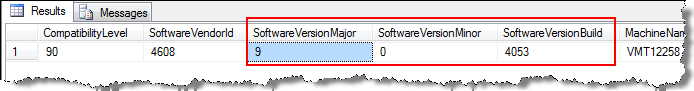 Results Messages
CompatibilityLevel SoftwareVendorId SoftwareVersionMajor SoftwareVersionMinor SoftwareVersionBuild MachineNam
1 90 4608 9 0 4053 VMT12258